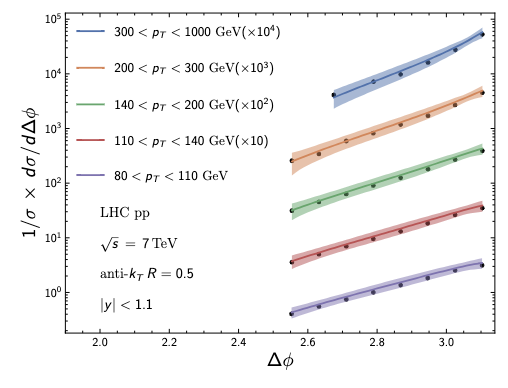 10⁵
10⁴
10³
10²
10¹
10⁰
1/σ × dσ/dΔϕ
300 < p_T < 1000 GeV(×10⁴)
200 < p_T < 300 GeV(×10³)
140 < p_T < 200 GeV(×10²)
110 < p_T < 140 GeV(×10)
80 < p_T < 110 GeV
LHC pp
√s = 7 TeV
anti-k_T R = 0.5
|y| < 1.1
2.0 2.2 2.4 2.6 2.8 3.0
Δϕ